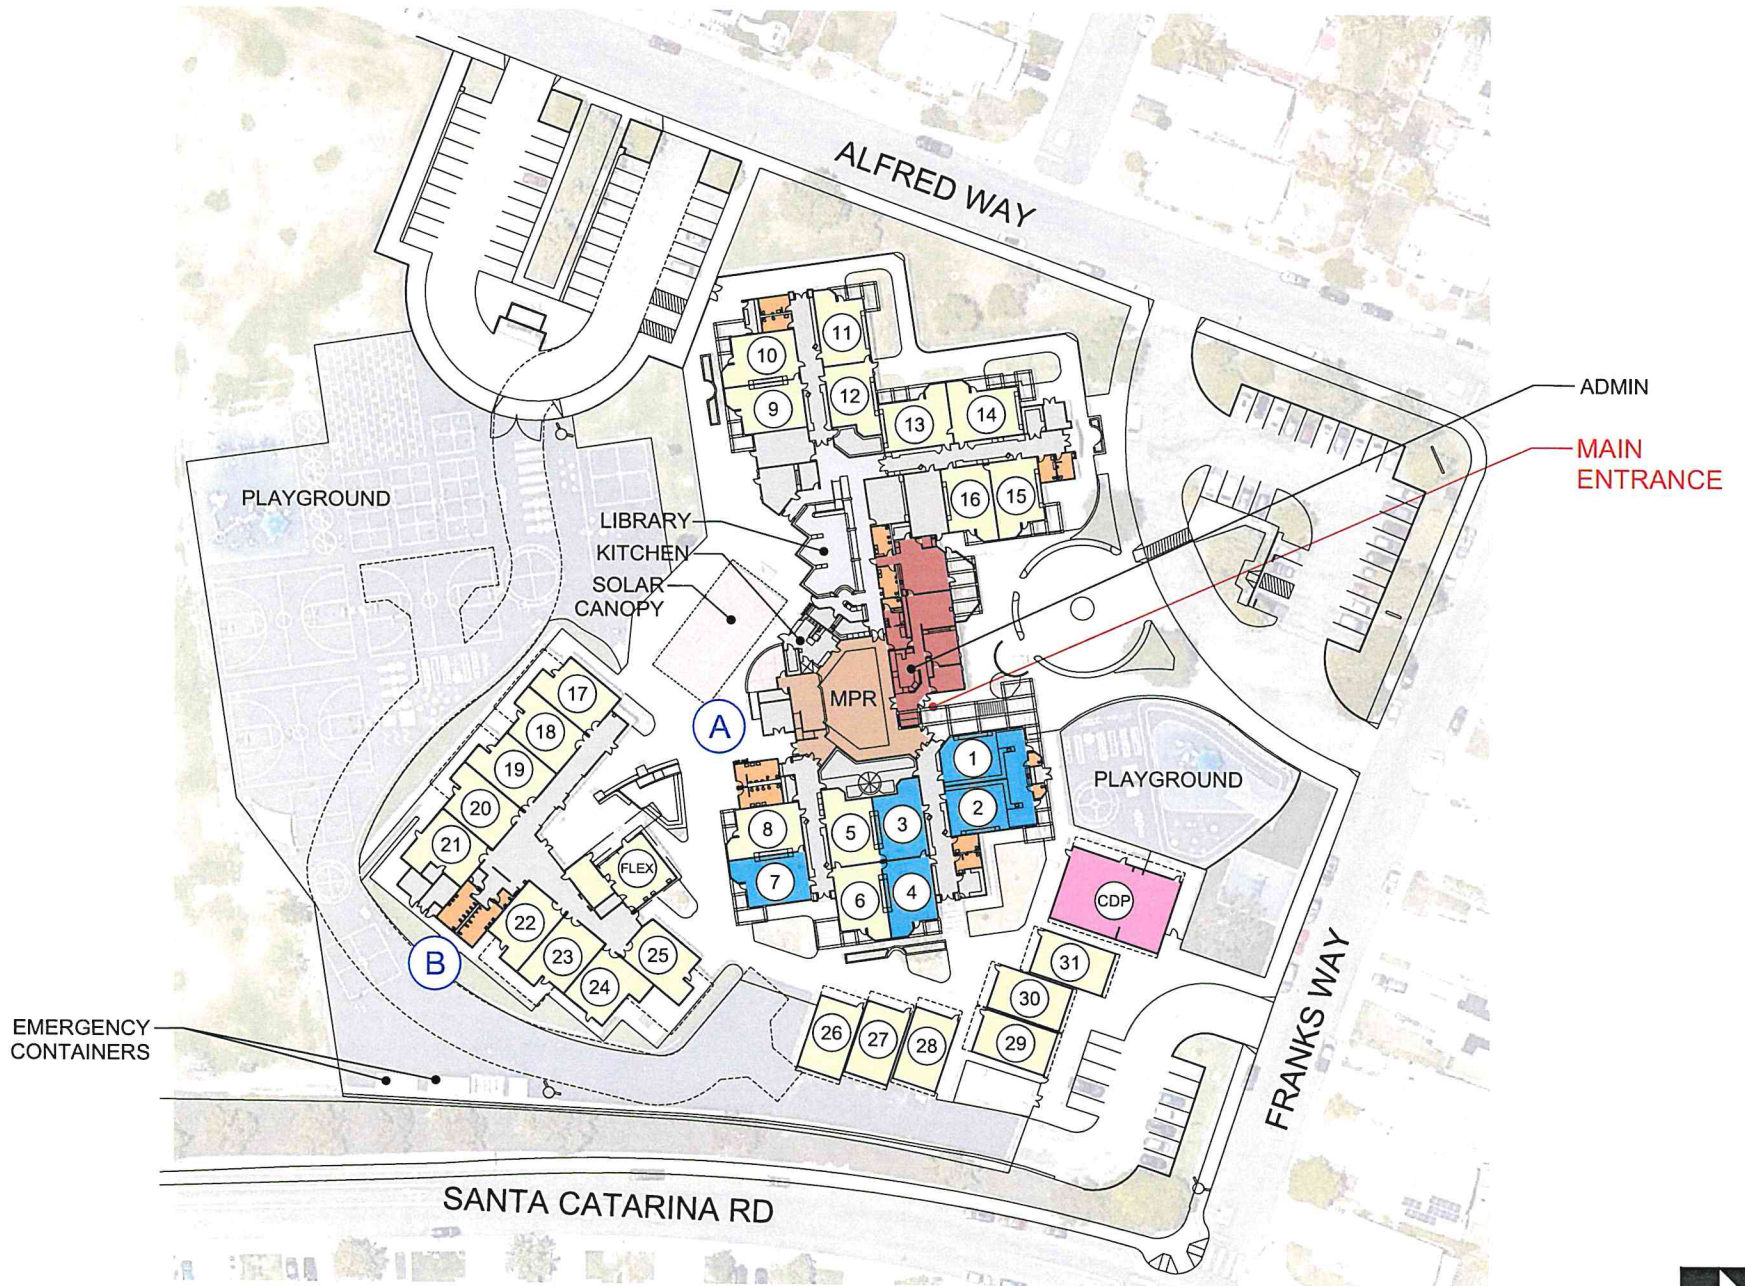 ALFRED WAY
ADMIN
MAIN
ENTRANCE
PLAYGROUND
LIBRARY
KITCHEN
SOLAR
CANOPY
11
10
12
9
13
14
16
15
MPR
A
17
18
19
20
21
FLEX
22
23
24
25
B
1
2
3
4
5
6
7
8
PLAYGROUND
CDP
31
30
29
26
27
28
EMERGENCY
CONTAINERS
FRANKS WAY
SANTA CATARINA RD